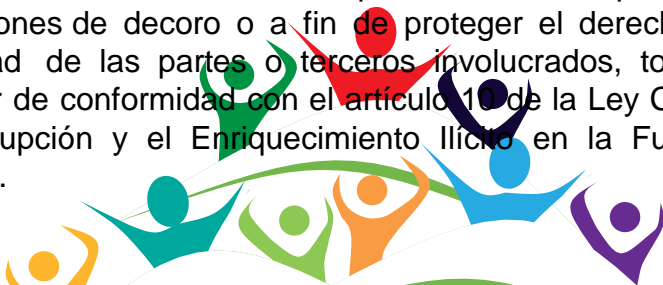 ones de decoro o a fin de proteger el derech
ad de las partes o terceros involucrados, to
r de conformidad con el artículo 10 de la Ley C
upción y el Enriquecimiento Ilícito en la Fu
.